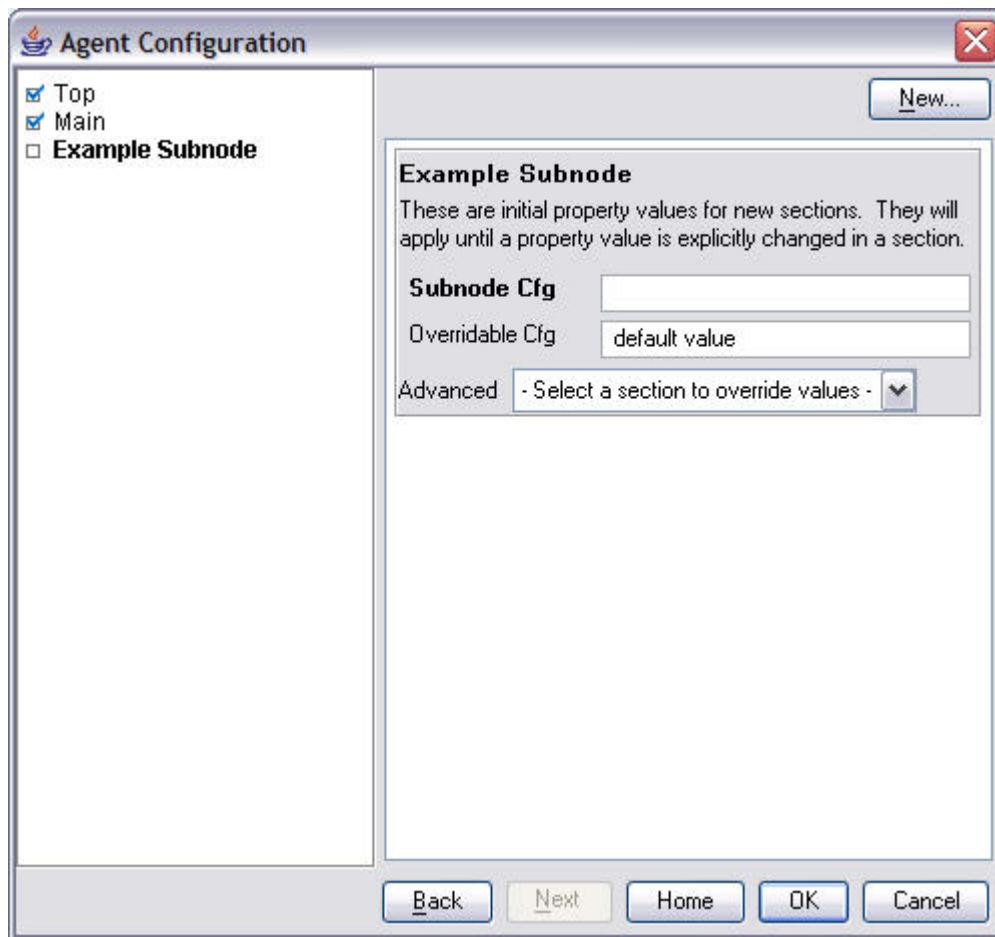 Agent Configuration
Top
Main
Example Subnode
New...
Example Subnode
These are initial property values for new sections.  They will
apply until a property value is explicitly changed in a section.
Subnode Cfg
Overridable Cfg
default value
Advanced
- Select a section to override values -
Back
Next
Home
OK
Cancel